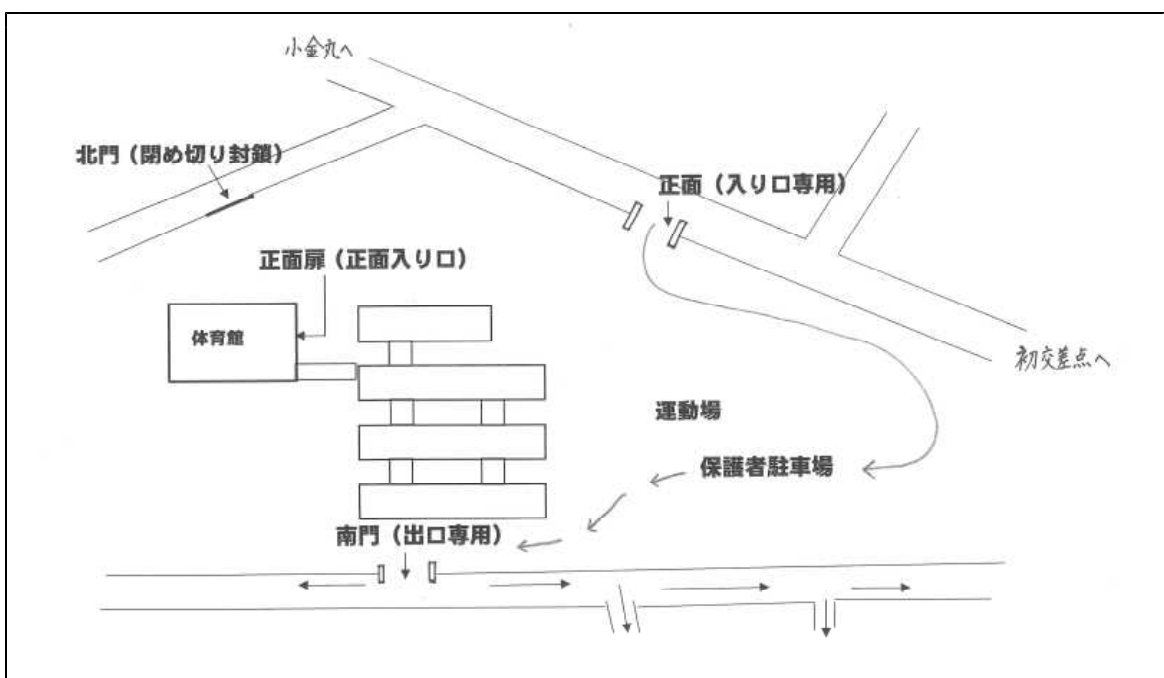 小金丸へ
北門（閉め切り封鎖）
正面（入り口専用）
正面扉（正面入り口）
体育館
初交差点へ
運動場
保護者駐車場
南門（出口専用）